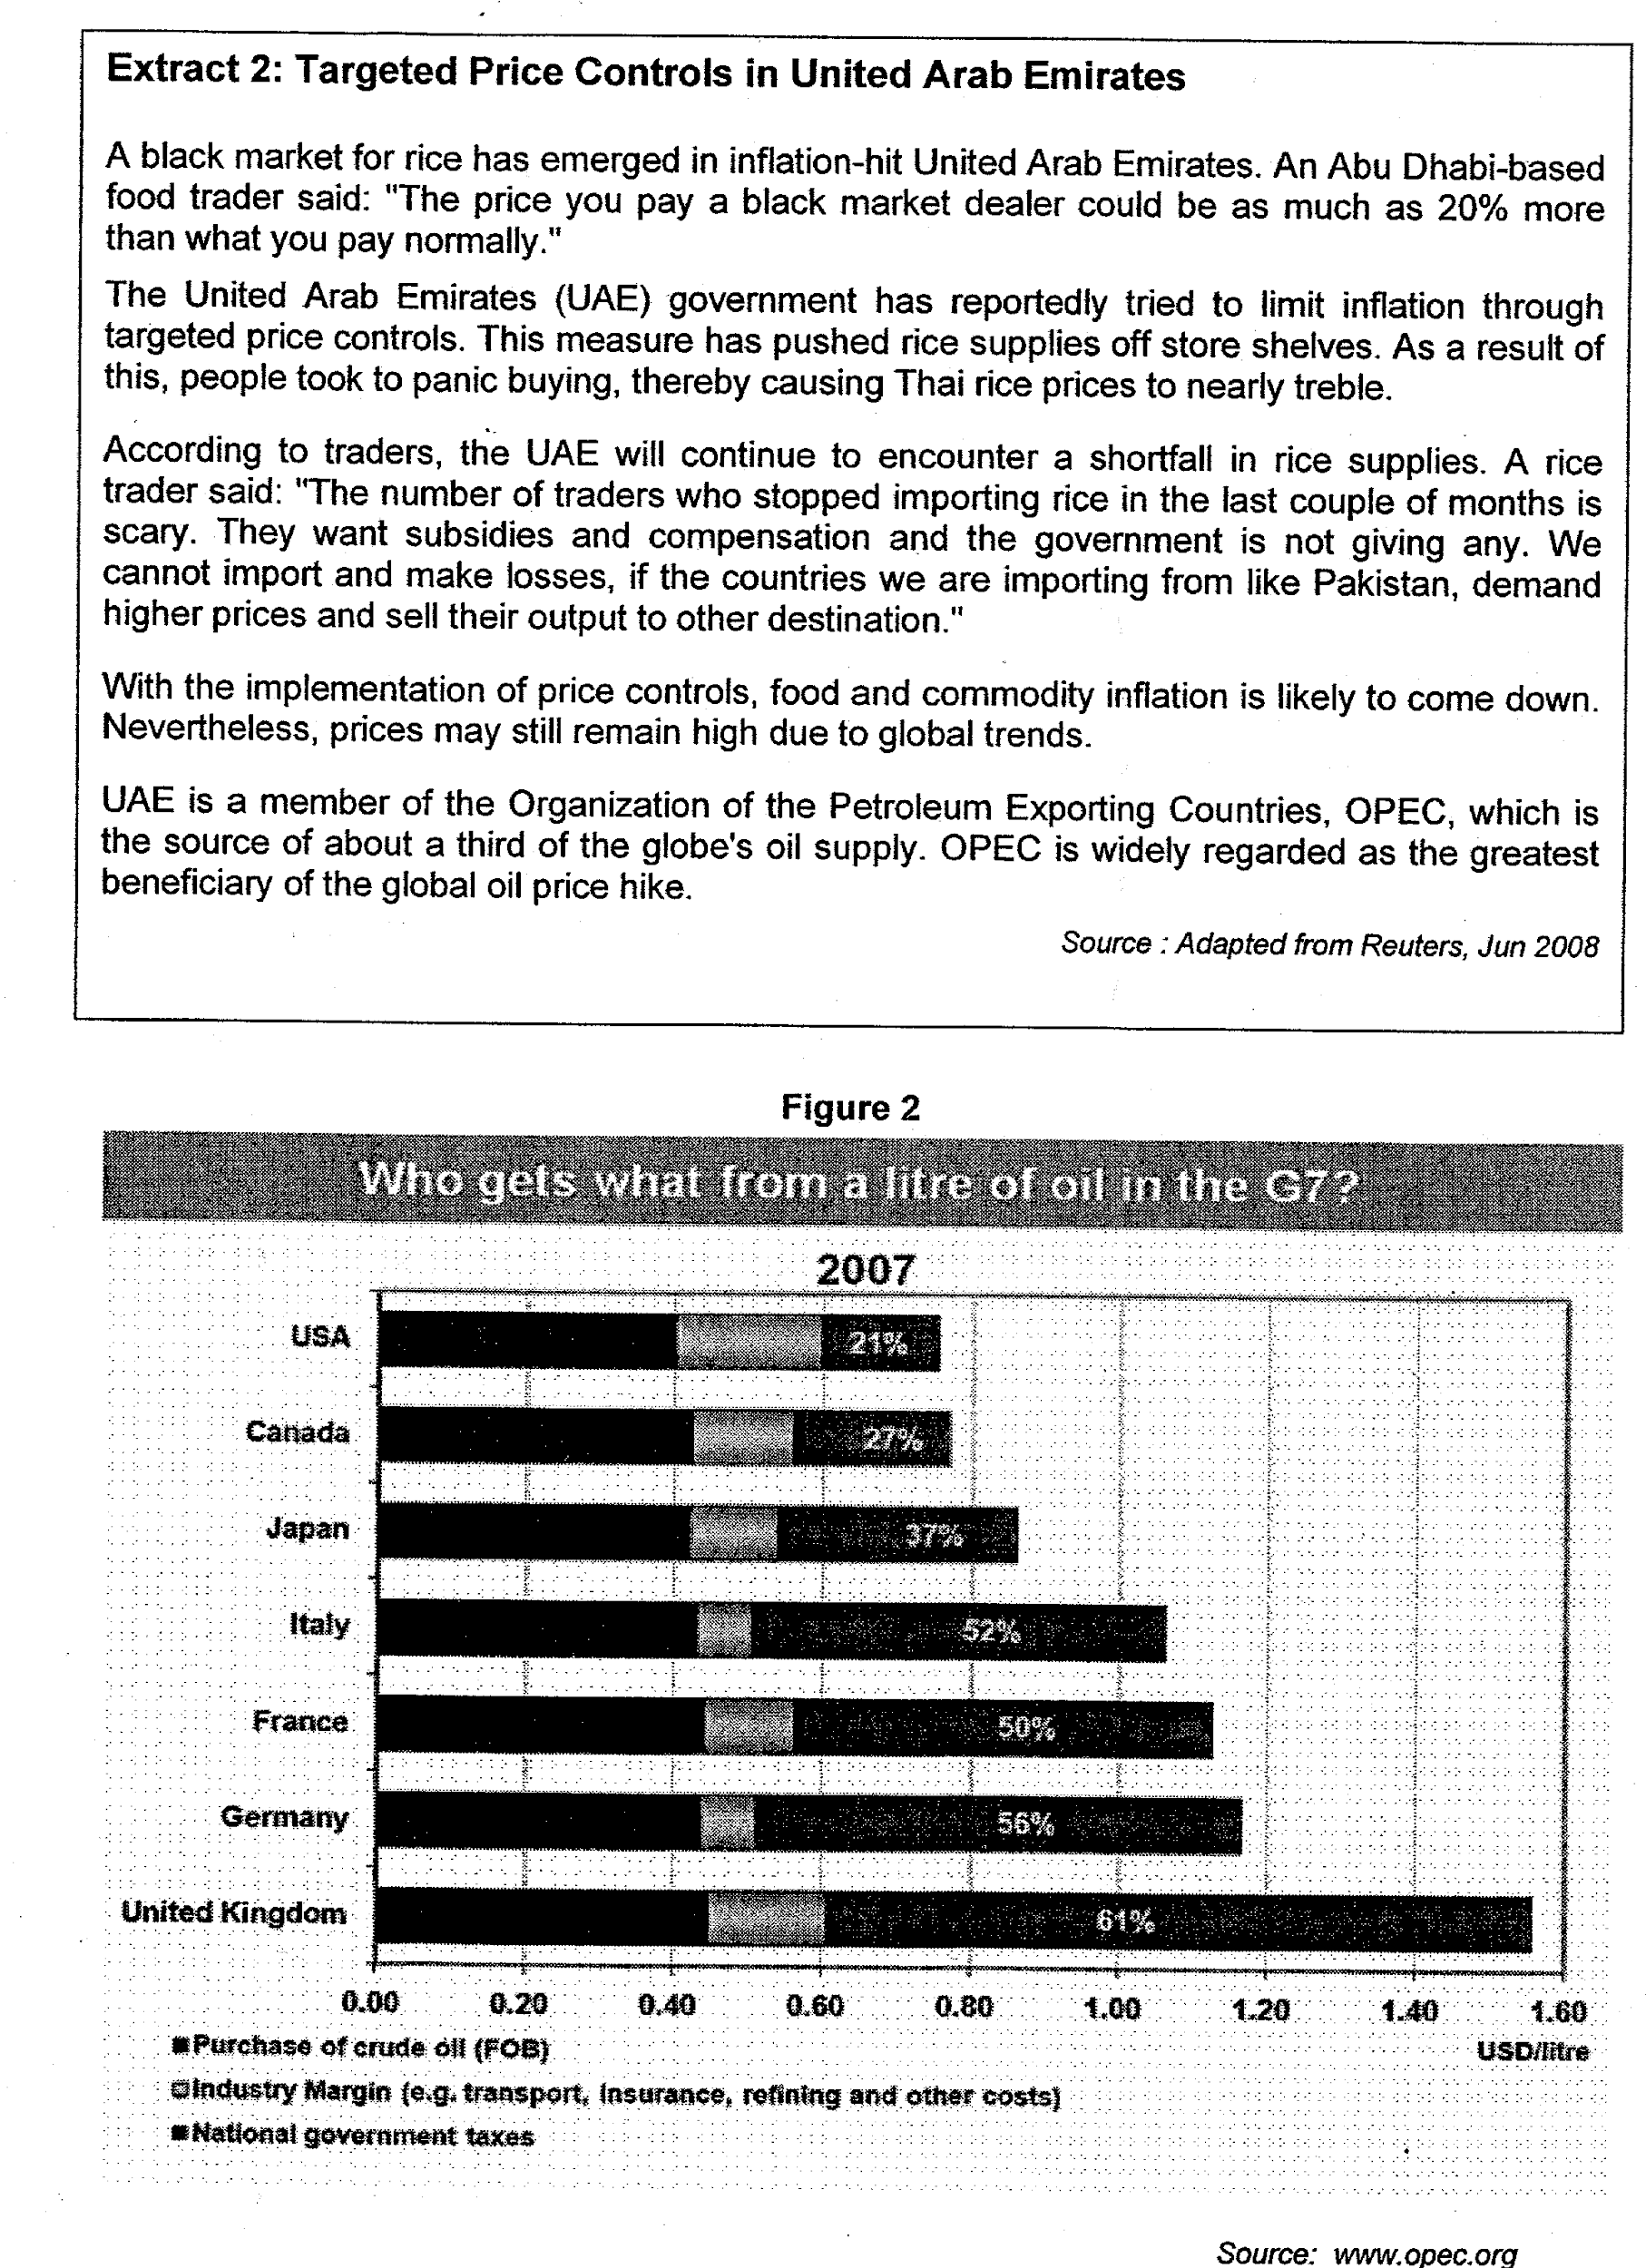 Extract 2: Targeted Price Controls in United Arab Emirates
A black market for rice has emerged in inflation-hit United Arab Emirates. An Abu Dhabi-based
food trader said: "The price you pay a black market dealer could be as much as 20% more
than what you pay normally."
The United Arab Emirates (UAE) government has reportedly tried to limit inflation through
targeted price controls. This measure has pushed rice supplies off store shelves. As a result of
this, people took to panic buying, thereby causing Thai rice prices to nearly treble.
According to traders, the UAE will continue to encounter a shortfall in rice supplies. A rice
trader said: "The number of traders who stopped importing rice in the last couple of months is
scary. They want subsidies and compensation and the government is not giving any. We
cannot import and make losses, if the countries we are importing from like Pakistan, demand
higher prices and sell their output to other destination."
With the implementation of price controls, food and commodity inflation is likely to come down.
Nevertheless, prices may still remain high due to global trends.
UAE is a member of the Organization of the Petroleum Exporting Countries, OPEC, which is
the source of about a third of the globe's oil supply. OPEC is widely regarded as the greatest
beneficiary of the global oil price hike.
Source : Adapted from Reuters, Jun 2008
Figure 2
Who gets what from a litre of oil in the G7?
2007
USA 21%
Canada 27%
Japan 37%
Italy 52%
France 50%
Germany 56%
United Kingdom 61%
0.00 0.20 0.40 0.60 0.80 1.00 1.20 1.40 1.60
USD/litre
Purchase of crude oil (FOB)
Industry Margin (e.g. transport, insurance, refining and other costs)
National government taxes
Source: www.opec.org